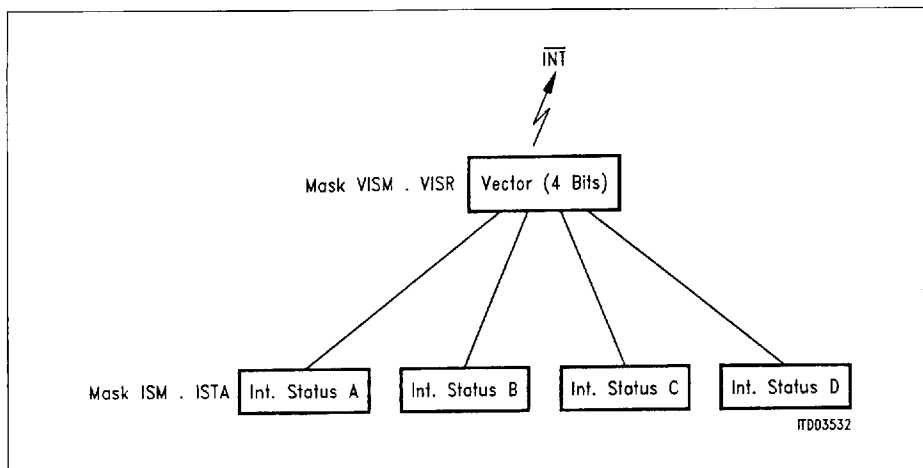 INT
Mask VISM . VISR Vector (4 Bits)
Mask ISM . ISTA Int. Status A Int. Status B Int. Status C Int. Status D
ITD03532